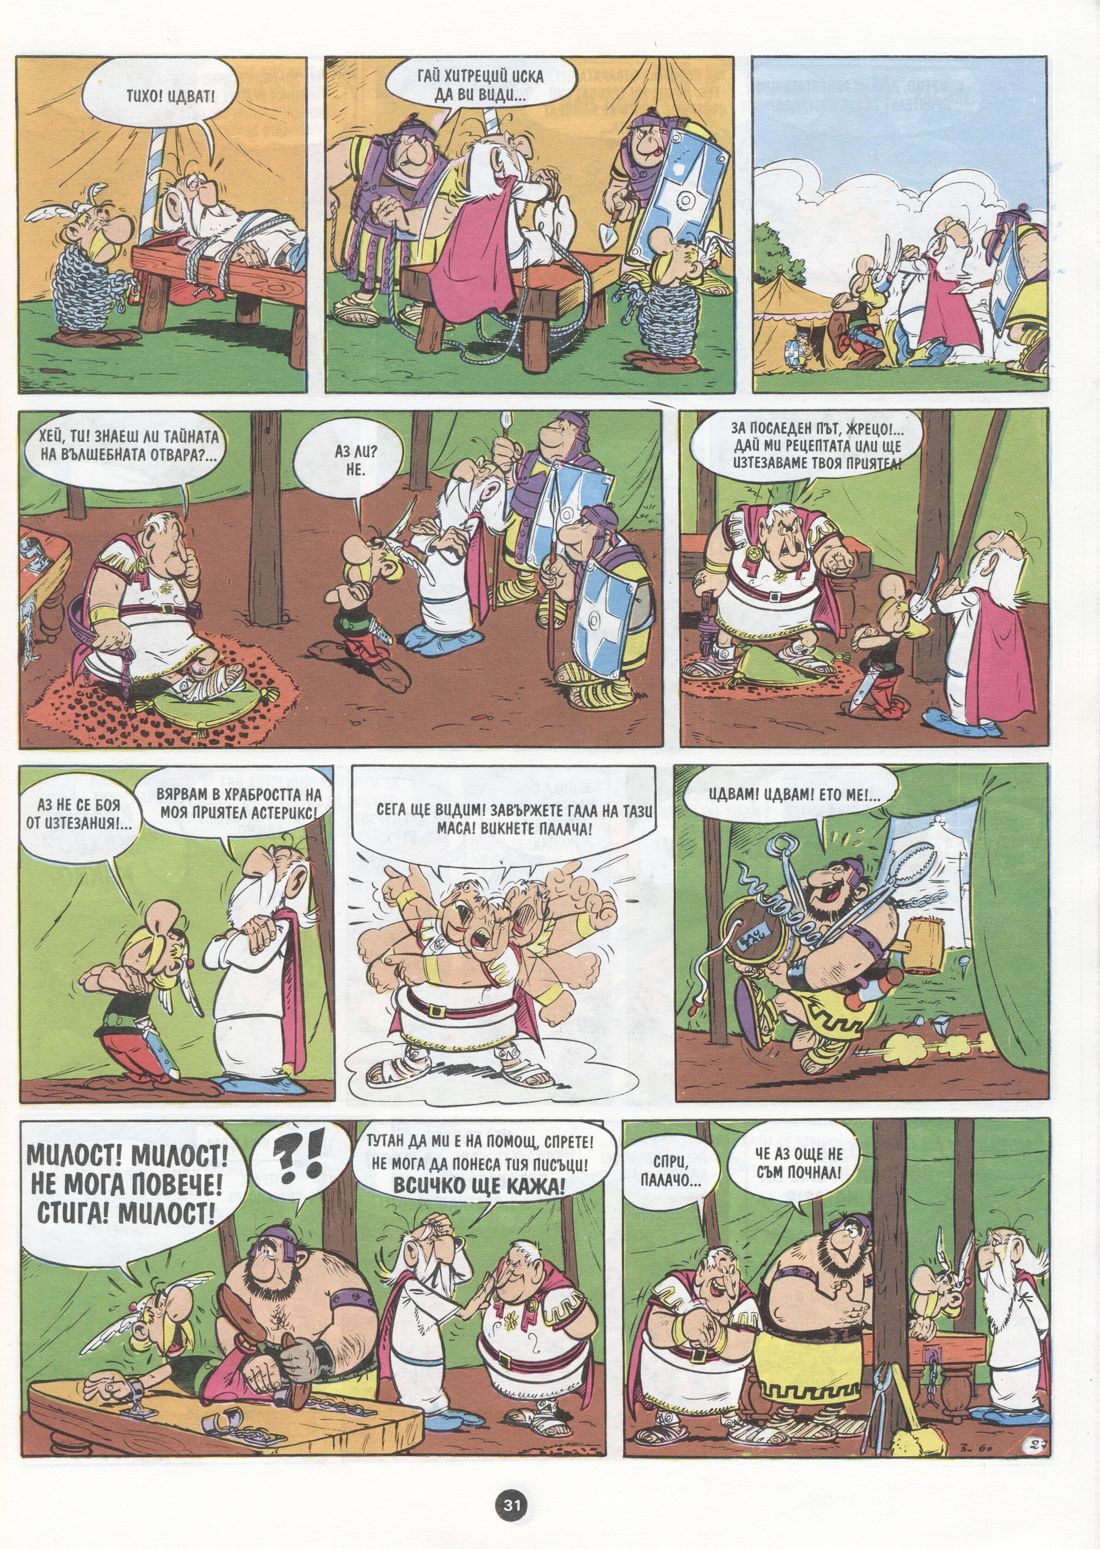 ТИХО! ИДВАТ!
ГАЙ ХИТРЕЦИЙ ИСКА
ДА ВИ ВИДИ...
ХЕЙ, ТИ! ЗНАЕШ ЛИ ТАЙНАТА
НА ВЪЛШЕБНАТА ОТВАРА?...
АЗ ЛИ?
НЕ.
ЗА ПОСЛЕДЕН ПЪТ, ЖРЕЦО!...
ДАЙ МИ РЕЦЕПТАТА ИЛИ ЩЕ
ИЗТЕЗАВАМЕ ТВОЯ ПРИЯТЕЛ!
АЗ НЕ СЕ БОЯ
ОТ ИЗТЕЗАНИЯ!...
ВЯРВАМ В ХРАБРОСТТА НА
МОЯ ПРИЯТЕЛ АСТЕРИКС!
СЕГА ЩЕ ВИДИМ! ЗАВЪРЖЕТЕ ГАЛА НА ТАЗИ
МАСА! ВИКНЕТЕ ПАЛАЧА!
ИДВАМ! ИДВАМ! ЕТО МЕ!...
МИЛОСТ! МИЛОСТ!
НЕ МОГА ПОВЕЧЕ!
СТИГА! МИЛОСТ!
?!
ТУТАН ДА МИ Е НА ПОМОЩ, СПРЕТЕ!
НЕ МОГА ДА ПОНЕСА ТИЯ ПИСЪЦИ!
ВСИЧКО ЩЕ КАЖА!
СПРИ,
ПАЛАЧО...
ЧЕ АЗ ОЩЕ НЕ
СЪМ ПОЧНАЛ!
3-60
27
31